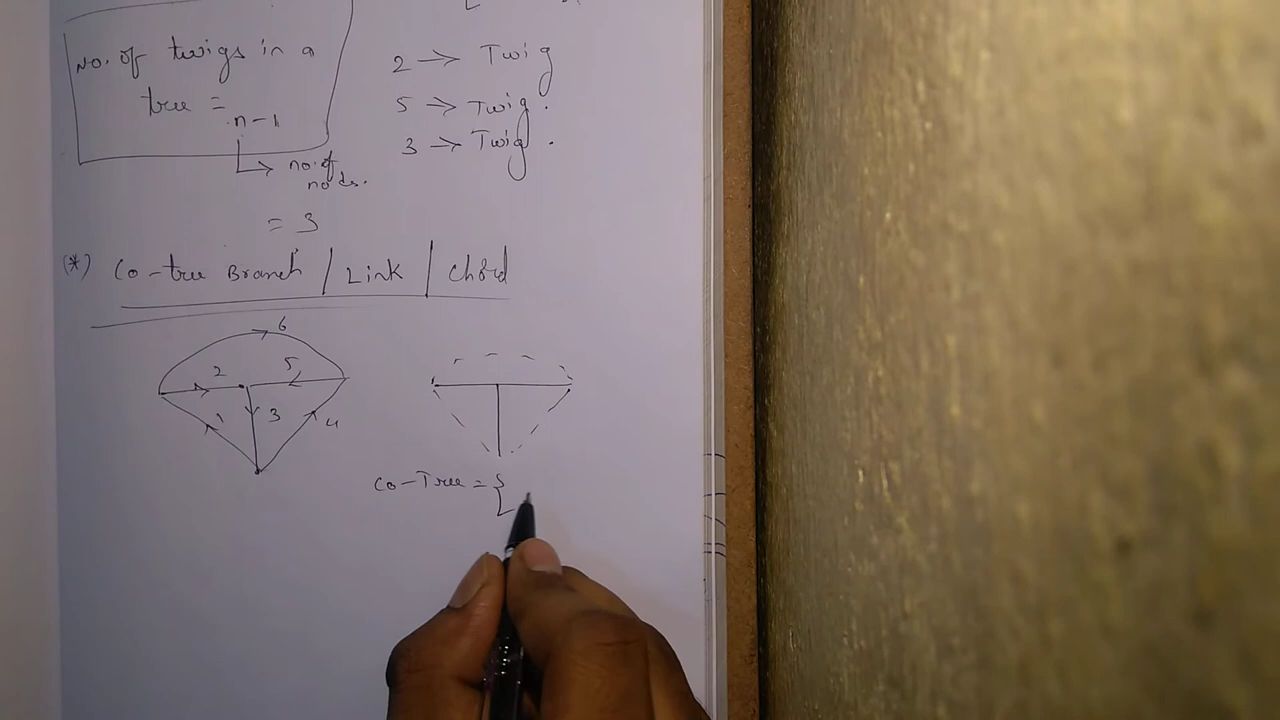 No. of twigs in a
tree = n-1
no. of
nodes.
= 3
2 → Twig
5 → Twig.
3 → Twig.
(*) Co-tree Branch / Link / Chord
6
2 5
1 3 4
Co-Tree = {